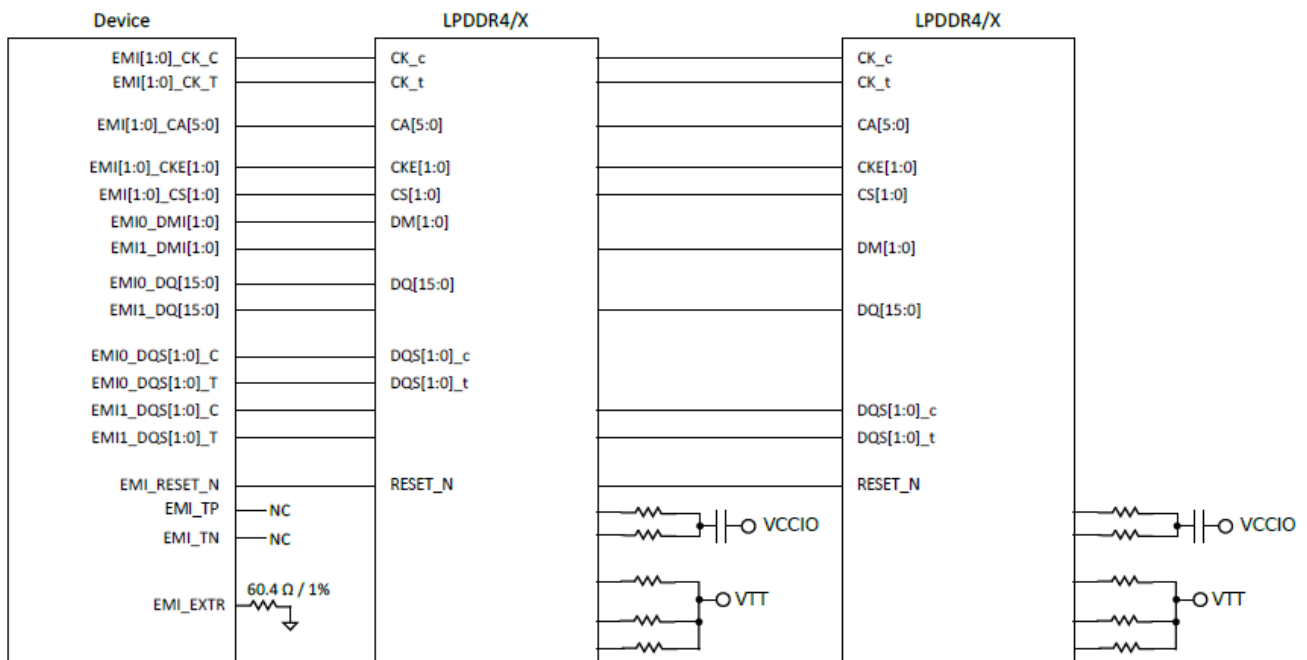 Device LPDDR4/X LPDDR4/X
EMI[1:0]_CK_C CK_c CK_c
EMI[1:0]_CK_T CK_t CK_t
EMI[1:0]_CA[5:0] CA[5:0] CA[5:0]
EMI[1:0]_CKE[1:0] CKE[1:0] CKE[1:0]
EMI[1:0]_CS[1:0] CS[1:0] CS[1:0]
EMI0_DMI[1:0] DM[1:0]
EMI1_DMI[1:0] DM[1:0]
EMI0_DQ[15:0] DQ[15:0]
EMI1_DQ[15:0] DQ[15:0]
EMI0_DQS[1:0]_C DQS[1:0]_c
EMI0_DQS[1:0]_T DQS[1:0]_t
EMI1_DQS[1:0]_C DQS[1:0]_c
EMI1_DQS[1:0]_T DQS[1:0]_t
EMI_RESET_N RESET_N RESET_N
EMI_TP NC
VCCIO VCCIO
EMI_TN NC
60.4 Ω / 1%
EMI_EXTR VTT VTT